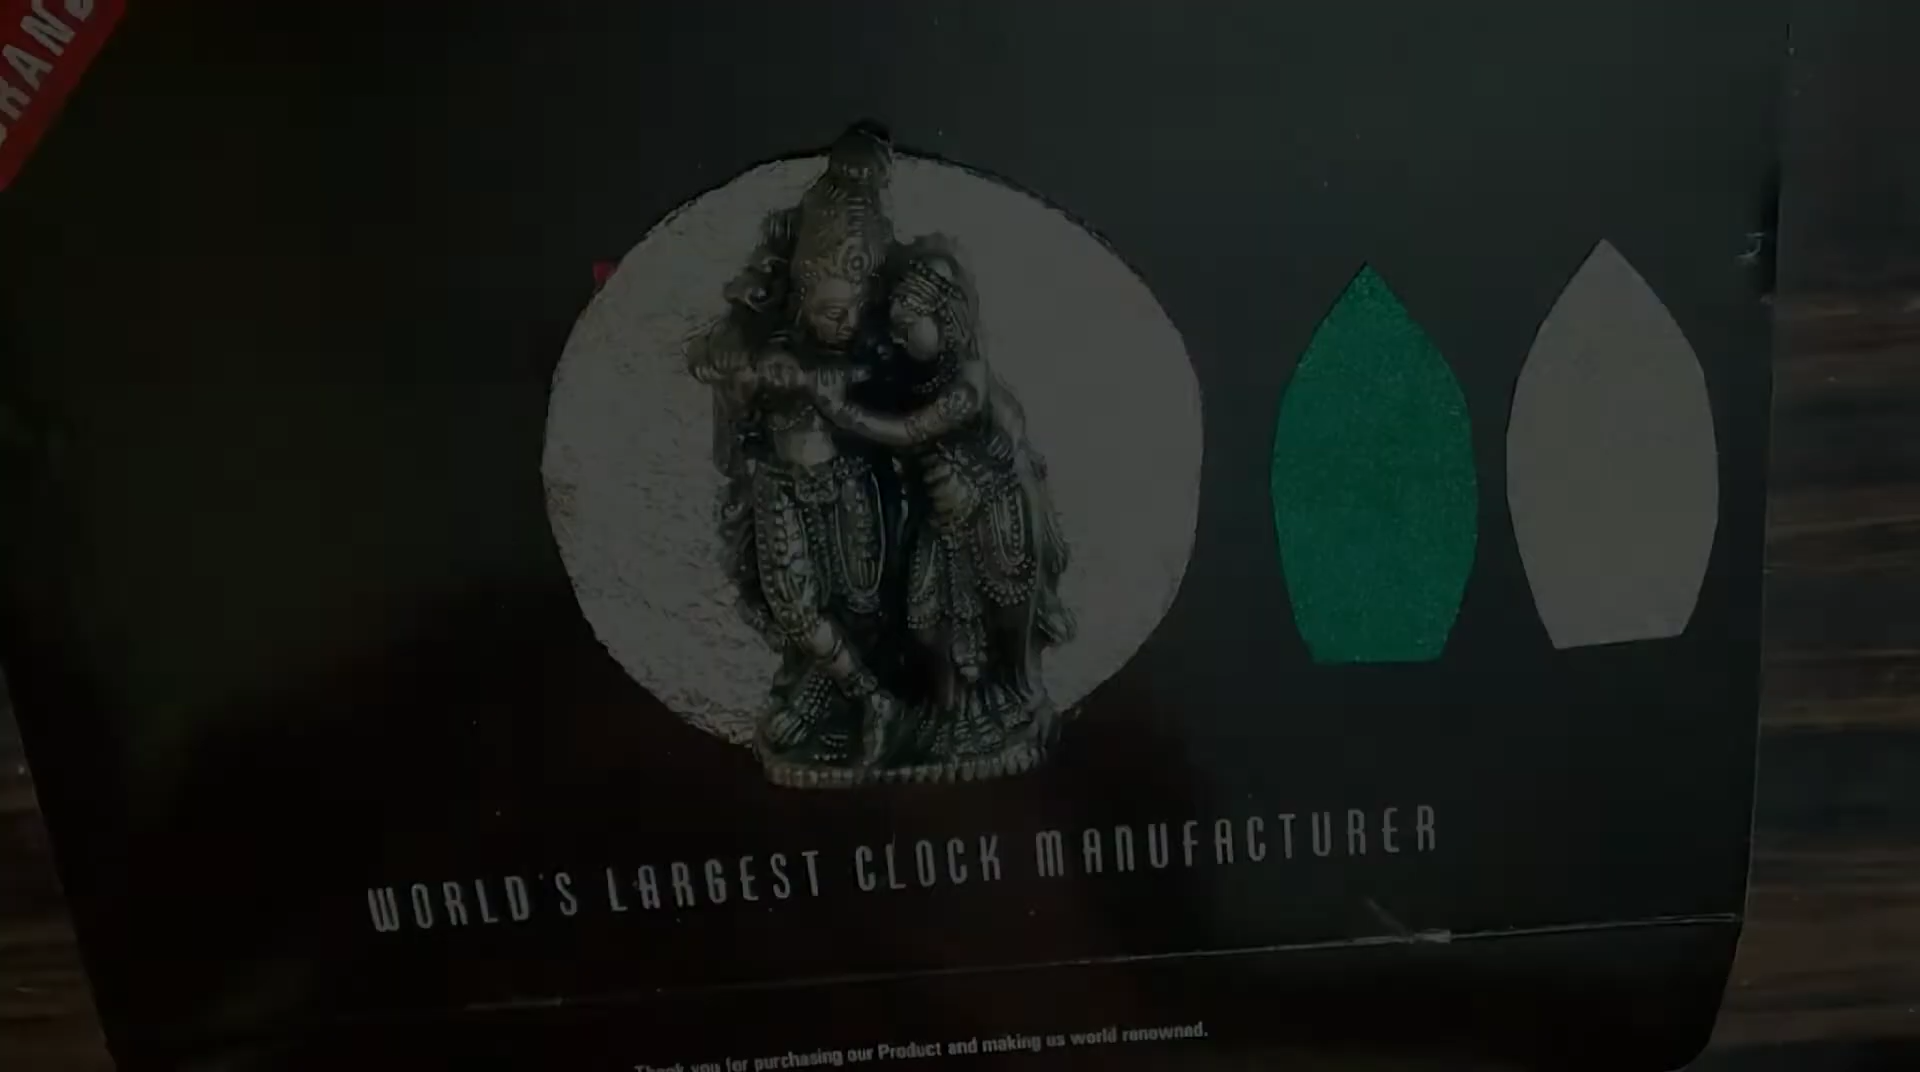 WORLD'S LARGEST CLOCK MANUFACTURER
Thank you for purchasing our Product and making us world renowned.